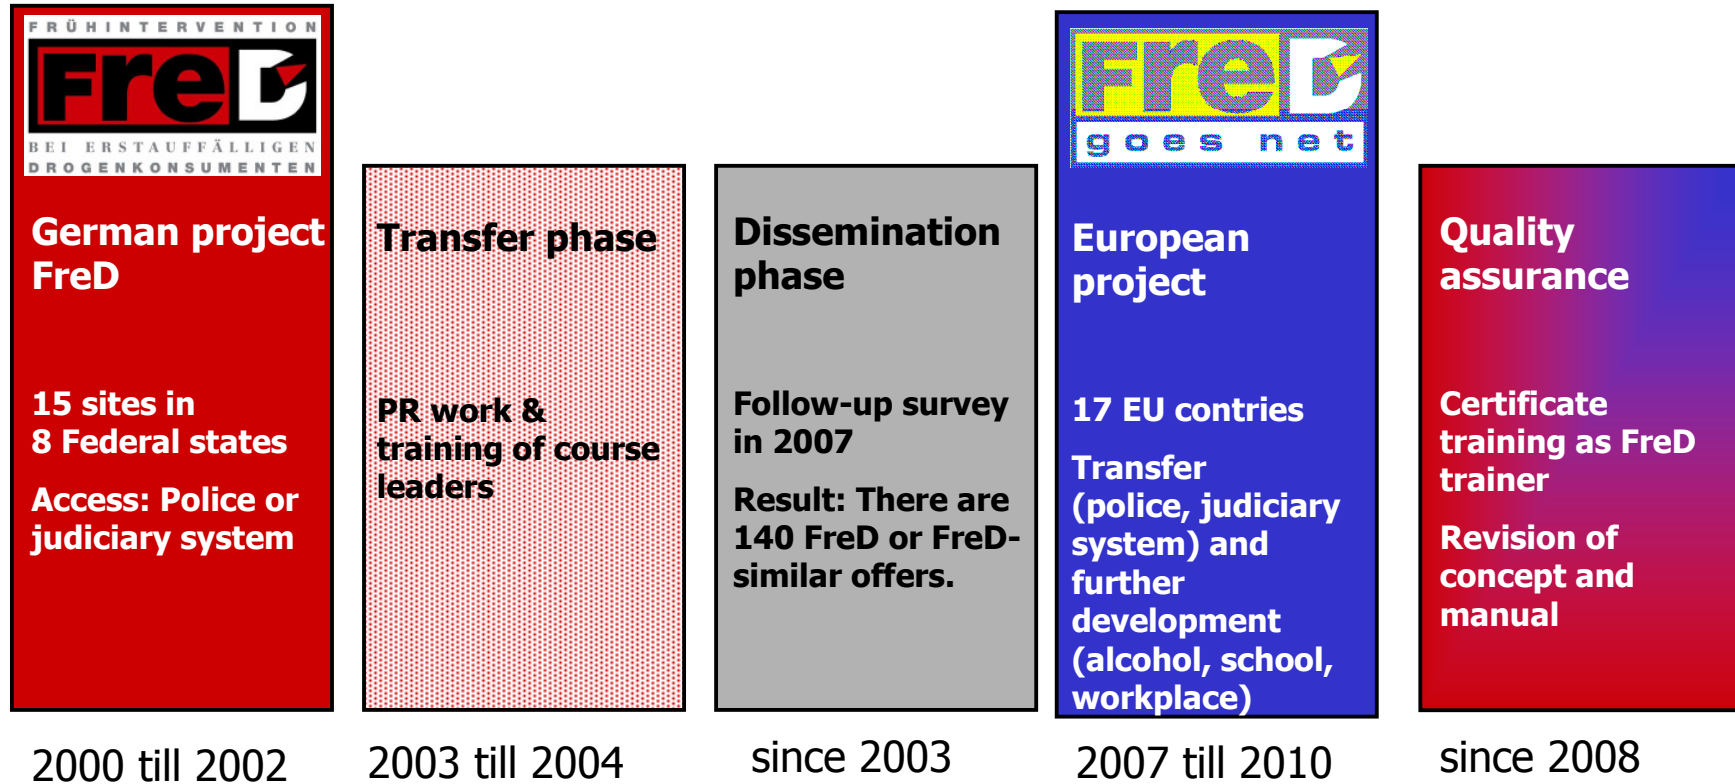 FRÜHINTERVENTION
FreD
BEI ERSTAUFFÄLLIGEN
DROGENKONSUMENTEN
German project
FreD
15 sites in
8 Federal states
Access: Police or
judiciary system
2000 till 2002
Transfer phase
PR work &
training of course
leaders
2003 till 2004
Dissemination
phase
Follow-up survey
in 2007
Result: There are
140 FreD or FreD-
similar offers.
since 2003
FreD
goes net
European
project
17 EU contries
Transfer
(police, judiciary
system) and
further
development
(alcohol, school,
workplace)
2007 till 2010
Quality
assurance
Certificate
training as FreD
trainer
Revision of
concept and
manual
since 2008